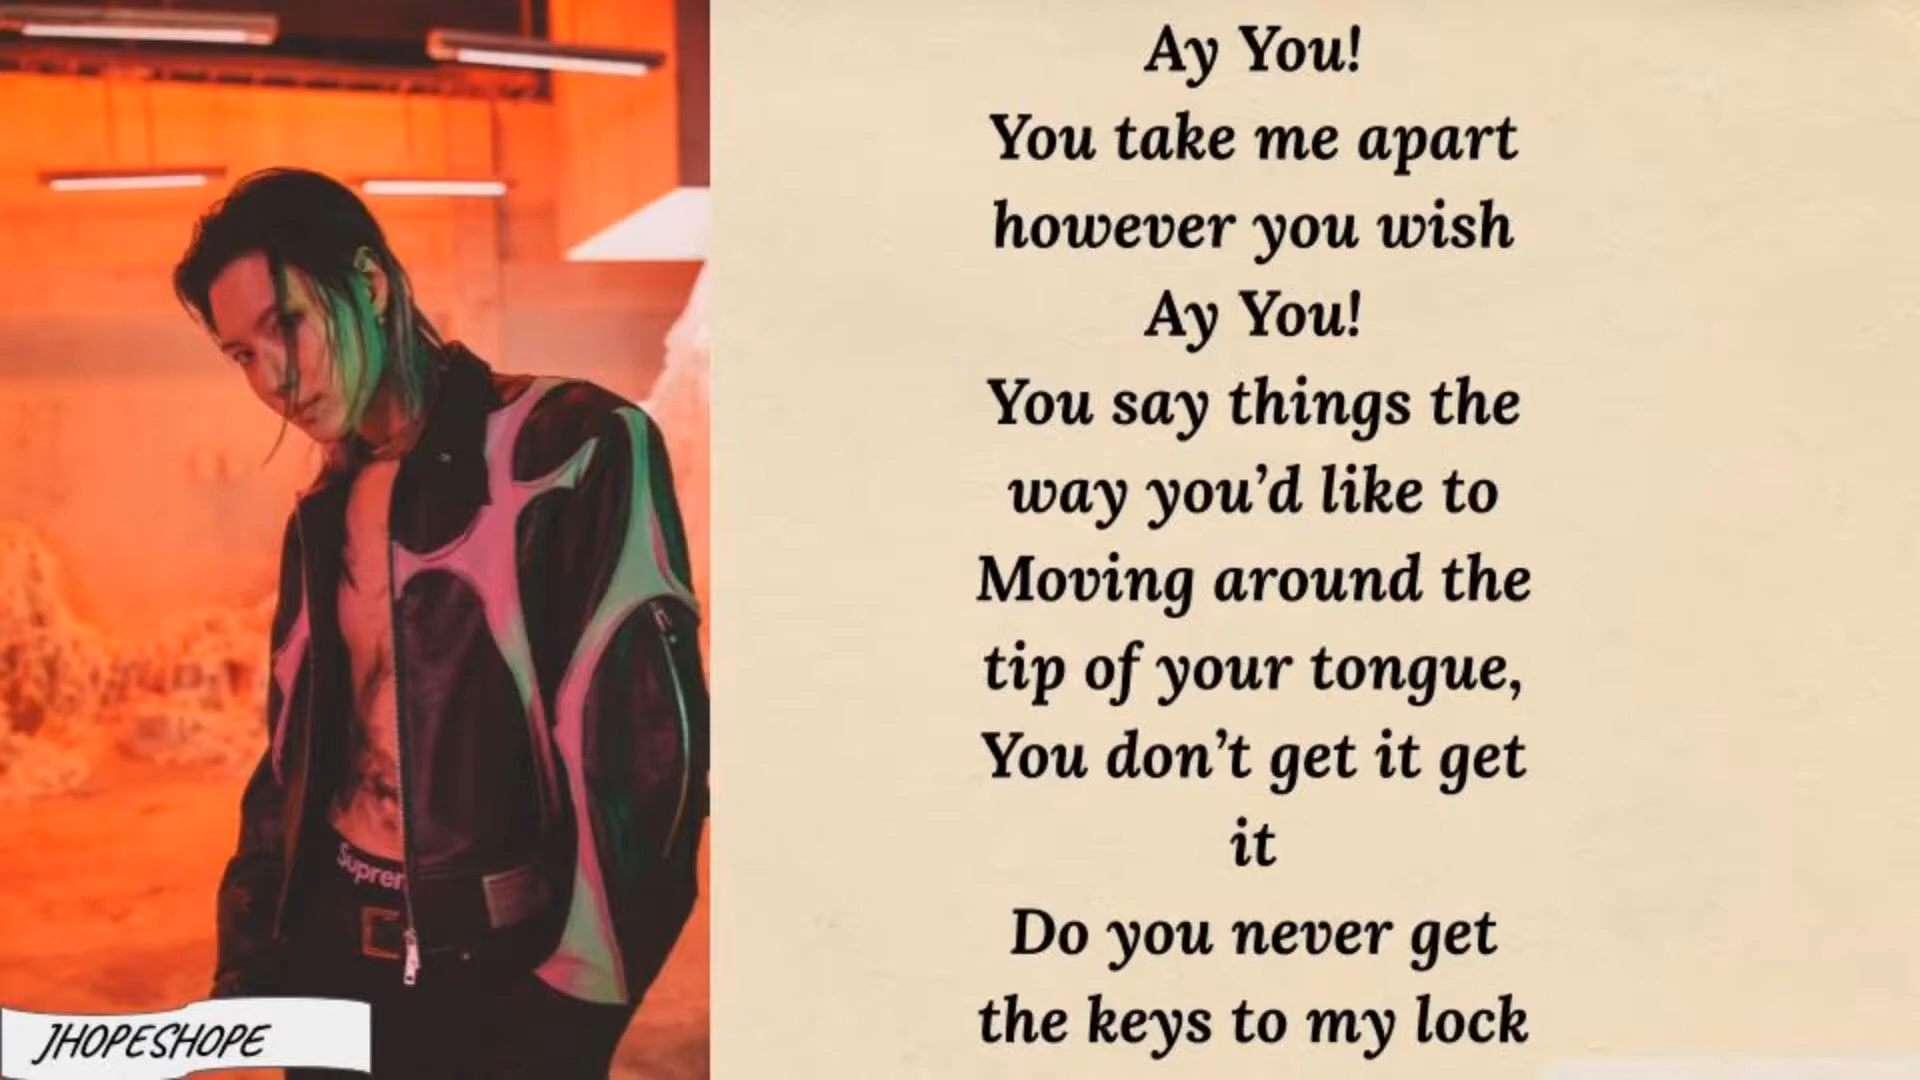 Ay You!
You take me apart
however you wish
Ay You!
You say things the
way you’d like to
Moving around the
tip of your tongue,
You don’t get it get
it
Do you never get
the keys to my lock
Suprem
JHOPESHOPE